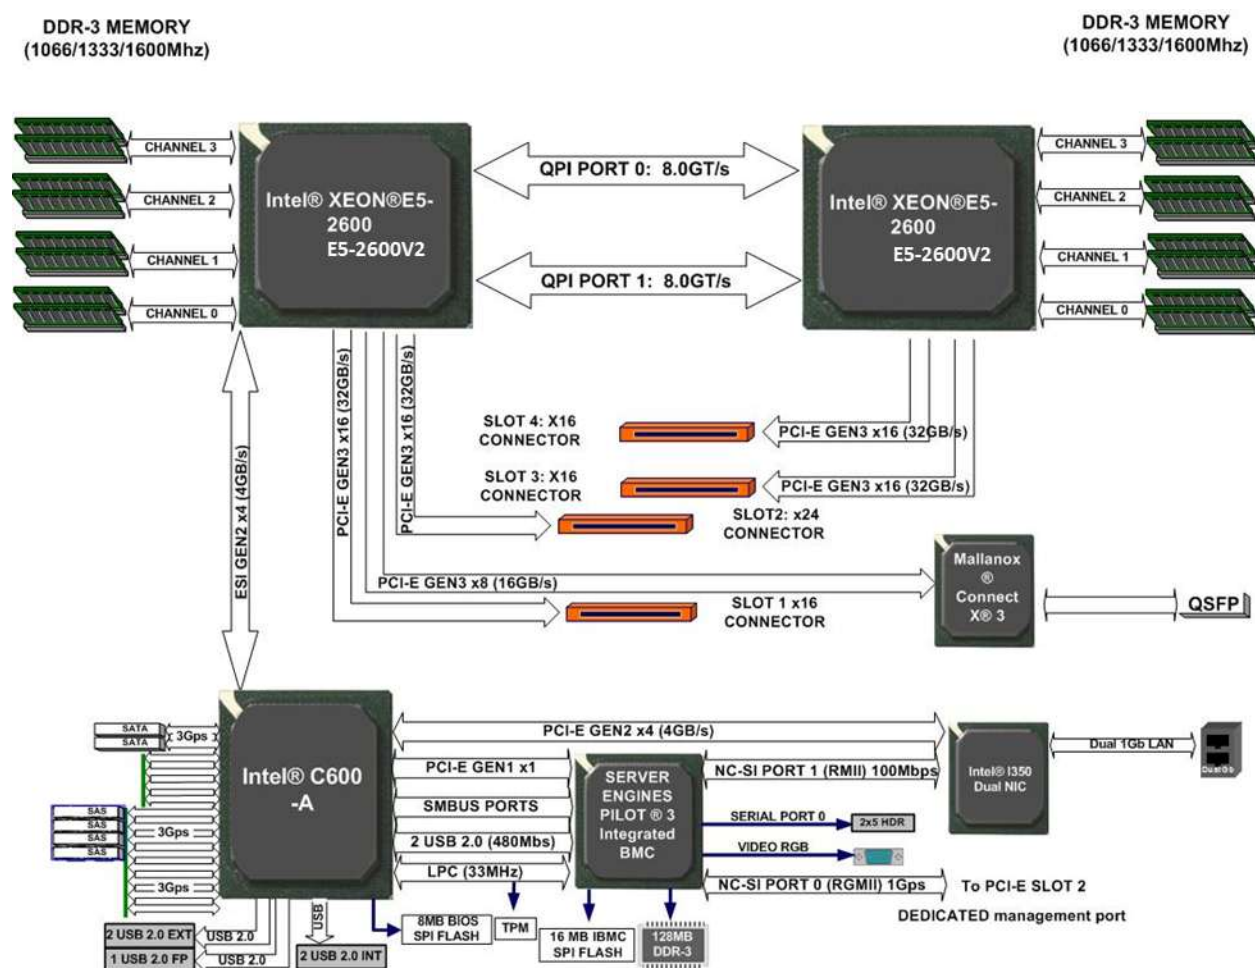 DDR-3 MEMORY
(1066/1333/1600Mhz)
DDR-3 MEMORY
(1066/1333/1600Mhz)
CHANNEL 3
CHANNEL 2
CHANNEL 1
CHANNEL 0
Intel® XEON®E5-
2600
E5-2600V2
QPI PORT 0: 8.0GT/s
QPI PORT 1: 8.0GT/s
Intel® XEON®E5-
2600
E5-2600V2
CHANNEL 3
CHANNEL 2
CHANNEL 1
CHANNEL 0
ESI GEN2 x4 (4GB/s)
PCI-E GEN3 x16 (32GB/s)
PCI-E GEN3 x16 (32GB/s)
SLOT 4: X16
CONNECTOR
PCI-E GEN3 x16 (32GB/s)
SLOT 3: X16
CONNECTOR
PCI-E GEN3 x16 (32GB/s)
SLOT2: x24
CONNECTOR
PCI-E GEN3 x8 (16GB/s)
SLOT 1 x16
CONNECTOR
Mallanox
®
Connect
X® 3
QSFP
SATA
SATA
3Gps
SAS
SAS
SAS
SAS
3Gps
3Gps
Intel® C600
-A
PCI-E GEN2 x4 (4GB/s)
PCI-E GEN1 x1
SMBUS PORTS
2 USB 2.0 (480Mbs)
LPC (33MHz)
SERVER
ENGINES
PILOT ® 3
Integrated
BMC
NC-SI PORT 1 (RMII) 100Mbps
Intel® I350
Dual NIC
Dual 1Gb LAN
Dual Gb
SERIAL PORT 0
2x5 HDR
VIDEO RGB
NC-SI PORT 0 (RGMII) 1Gps
To PCI-E SLOT 2
DEDICATED management port
2 USB 2.0 EXT
USB 2.0
1 USB 2.0 FP
USB 2.0
USB
2 USB 2.0 INT
8MB BIOS
SPI FLASH
TPM
16 MB IBMC
SPI FLASH
128MB
DDR-3